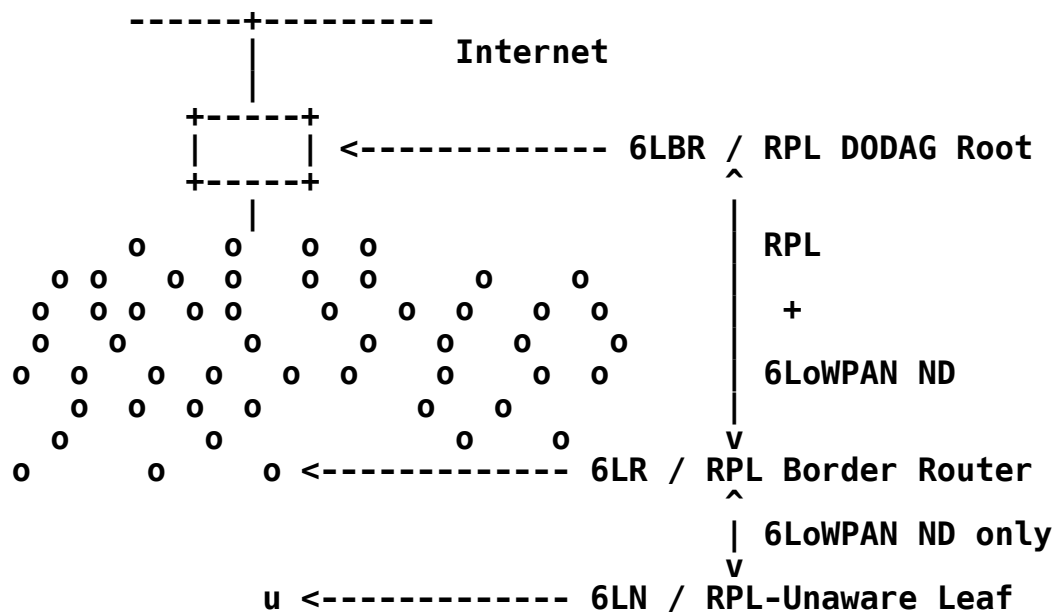 ------+---------
      |          Internet
      |
   +-----+
   |     | <------------- 6LBR / RPL DODAG Root
   +-----+                     ^
      |                        |
      o    o   o  o            | RPL
  o o   o  o   o  o     o    o |
 o  o o  o o    o   o  o   o  o |  +
 o   o      o     o   o   o    o |
o  o   o  o   o  o    o    o  o | 6LoWPAN ND
   o  o  o  o        o   o      |
  o       o            o    o   v
o      o     o <------------- 6LR / RPL Border Router
                               ^
                               | 6LoWPAN ND only
                               v
             u <------------- 6LN / RPL-Unaware Leaf